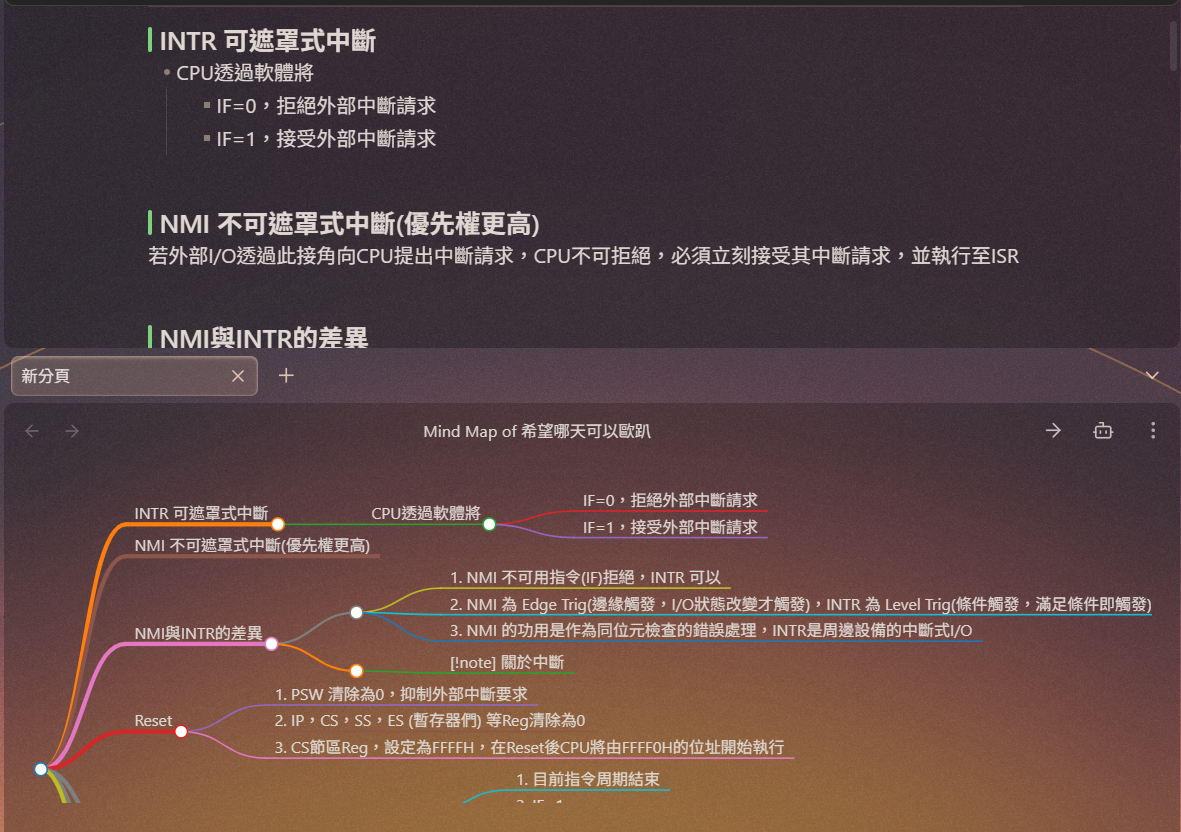 INTR 可遮罩式中斷
CPU透過軟體將
IF=0，拒絕外部中斷請求
IF=1，接受外部中斷請求
NMI 不可遮罩式中斷(優先權更高)
若外部I/O透過此接角向CPU提出中斷請求，CPU不可拒絕，必須立刻接受其中斷請求，並執行至ISR
NMI與INTR的差異
新分頁
Mind Map of 希望哪天可以歐趴
INTR 可遮罩式中斷
CPU透過軟體將
IF=0，拒絕外部中斷請求
IF=1，接受外部中斷請求
NMI 不可遮罩式中斷(優先權更高)
NMI與INTR的差異
1. NMI 不可用指令(IF)拒絕，INTR 可以
2. NMI 為 Edge Trig(邊緣觸發，I/O狀態改變才觸發)，INTR 為 Level Trig(條件觸發，滿足條件即觸發)
3. NMI 的功用是作為同位元檢查的錯誤處理，INTR是周邊設備的中斷式I/O
[!note] 關於中斷
Reset
1. PSW 清除為0，抑制外部中斷要求
2. IP，CS，SS，ES (暫存器們) 等Reg清除為0
3. CS節區Reg，設定為FFFFH，在Reset後CPU將由FFFF0H的位址開始執行
1. 目前指令周期結束